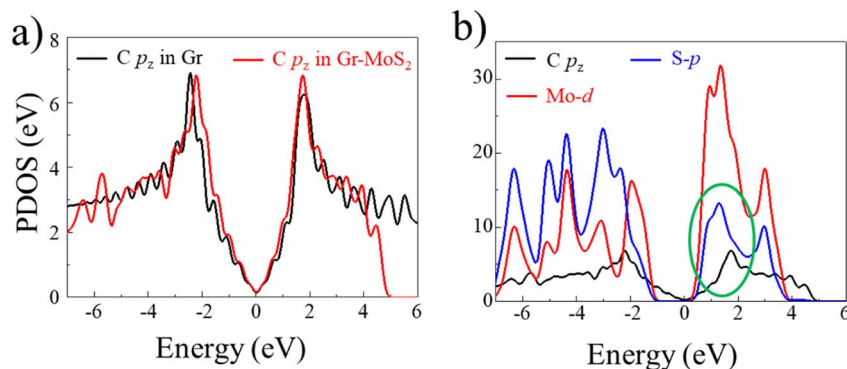 a)
C pz in Gr
C pz in Gr-MoS2
PDOS (eV)
8
6
4
2
0
-6
-4
-2
0
2
4
6
Energy (eV)
b)
C pz
S-p
Mo-d
30
20
10
0
-6
-4
-2
0
2
4
6
Energy (eV)